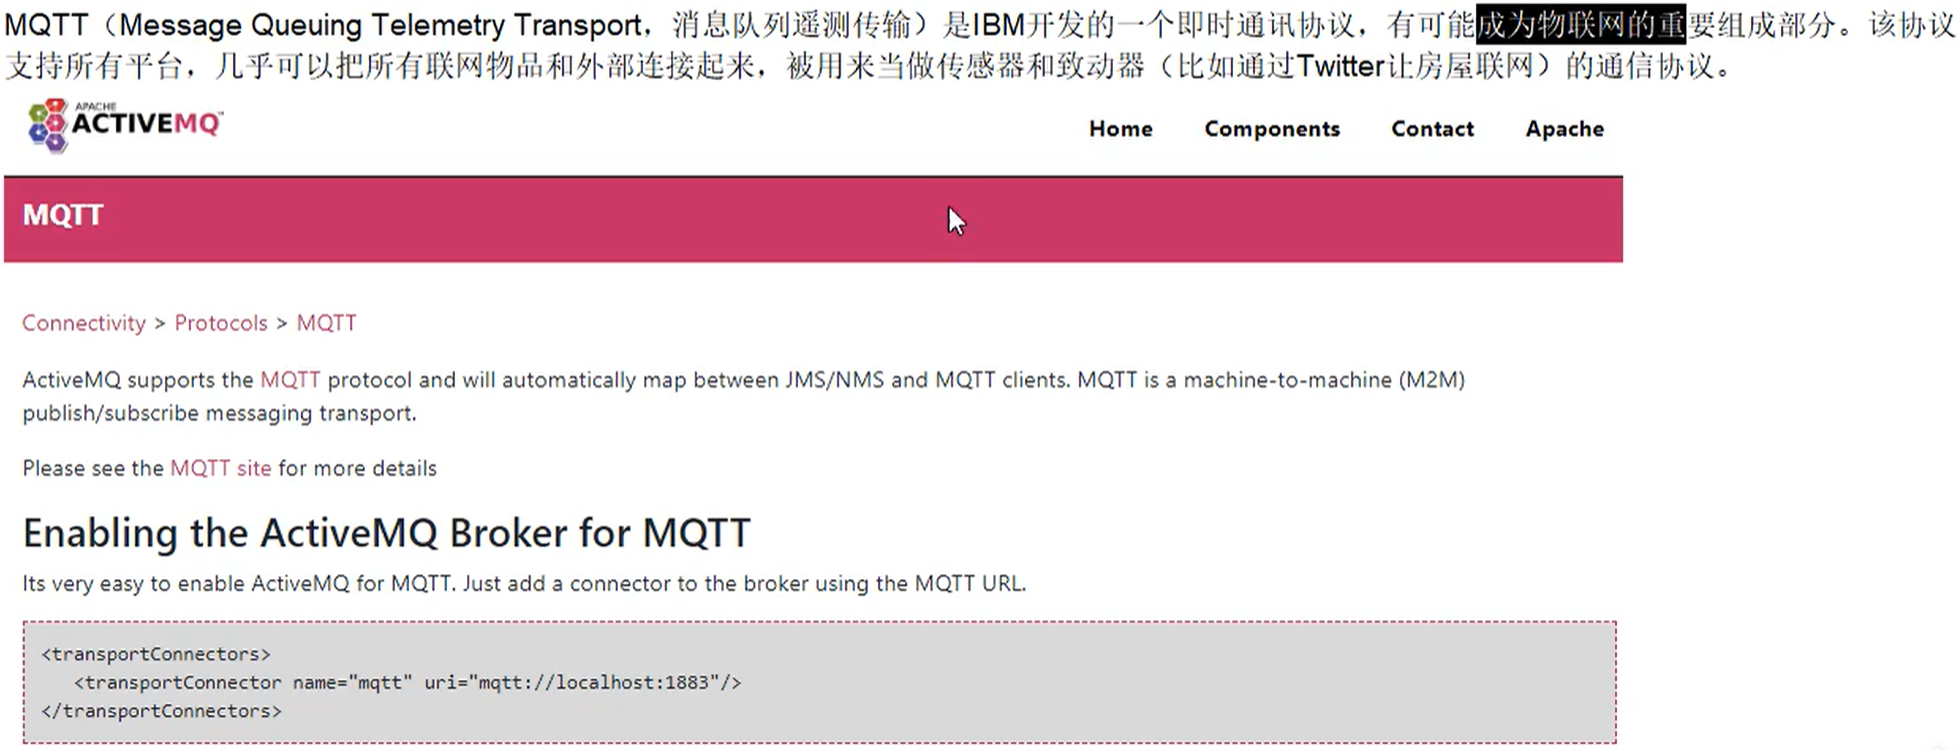 MQTT（Message Queuing Telemetry Transport，消息队列遥测传输）是IBM开发的一个即时通讯协议，有可能成为物联网的重要组成部分。该协议
支持所有平台，几乎可以把所有联网物品和外部连接起来，被用来当做传感器和致动器（比如通过Twitter让房屋联网）的通信协议。
APACHE
ACTIVEMQ™
Home Components Contact Apache
MQTT
Connectivity > Protocols > MQTT
ActiveMQ supports the MQTT protocol and will automatically map between JMS/NMS and MQTT clients. MQTT is a machine-to-machine (M2M)
publish/subscribe messaging transport.
Please see the MQTT site for more details
Enabling the ActiveMQ Broker for MQTT
Its very easy to enable ActiveMQ for MQTT. Just add a connector to the broker using the MQTT URL.
<transportConnectors>
<transportConnector name="mqtt" uri="mqtt://localhost:1883"/>
</transportConnectors>